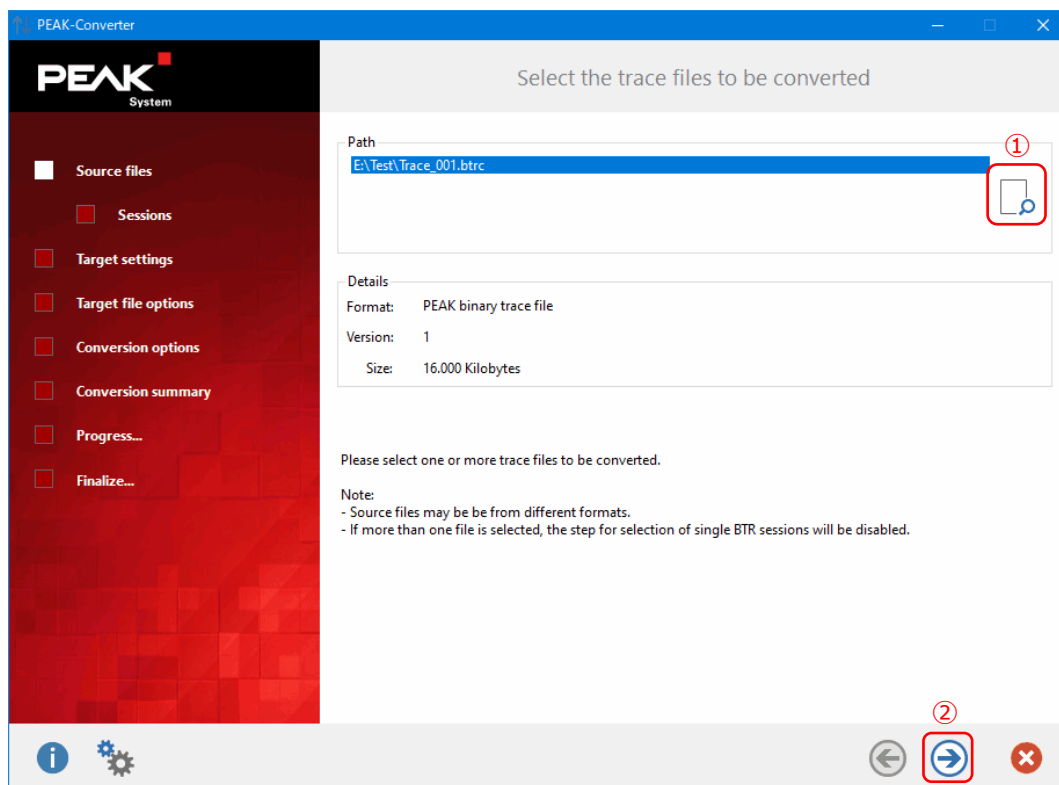 PEAK-Converter
PEAK
System
Select the trace files to be converted
Source files
Sessions
Target settings
Target file options
Conversion options
Conversion summary
Progress...
Finalize...
Path
①
E:\Test\Trace_001.btrc
Details
Format: PEAK binary trace file
Version: 1
Size: 16.000 Kilobytes
Please select one or more trace files to be converted.
Note:
- Source files may be be from different formats.
- If more than one file is selected, the step for selection of single BTR sessions will be disabled.
②